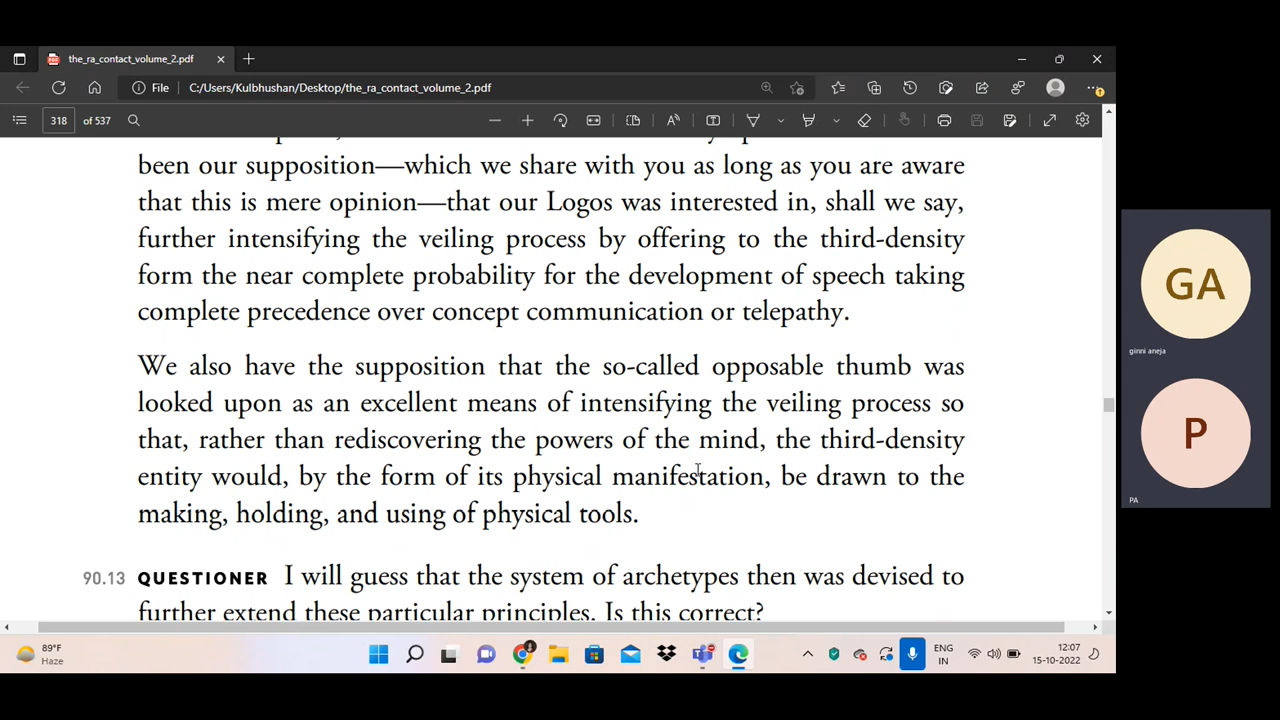 the_ra_contact_volume_2.pdf
File C:/Users/Kulbhushan/Desktop/the_ra_contact_volume_2.pdf
318 of 537
been our supposition—which we share with you as long as you are aware
that this is mere opinion—that our Logos was interested in, shall we say,
further intensifying the veiling process by offering to the third-density
form the near complete probability for the development of speech taking
complete precedence over concept communication or telepathy.
We also have the supposition that the so-called opposable thumb was
looked upon as an excellent means of intensifying the veiling process so
that, rather than rediscovering the powers of the mind, the third-density
entity would, by the form of its physical manifestation, be drawn to the
making, holding, and using of physical tools.
90.13 QUESTIONER I will guess that the system of archetypes then was devised to
further extend these particular principles. Is this correct?
GA
ginni aneja
P
PA
89°F
Haze
ENG
IN
12:07
15-10-2022